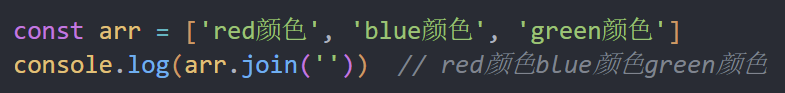 const arr = ['red颜色', 'blue颜色', 'green颜色']
console.log(arr.join(''))  // red颜色blue颜色green颜色